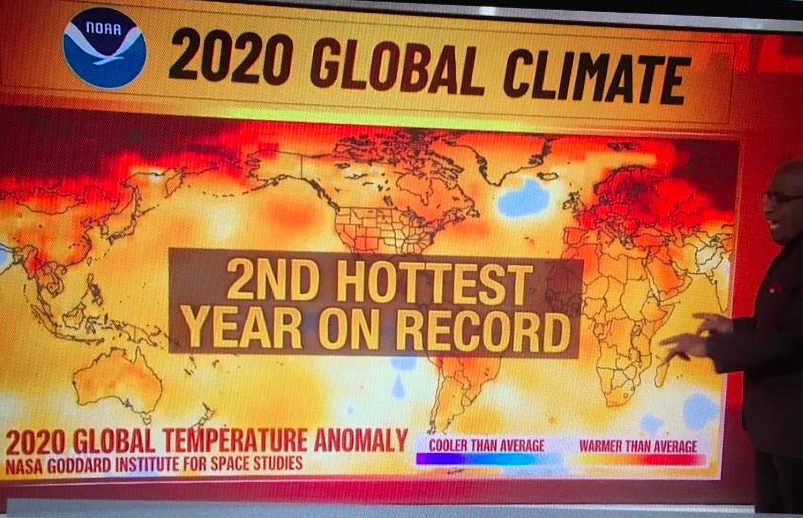 NOAA
2020 GLOBAL CLIMATE
2ND HOTTEST
YEAR ON RECORD
2020 GLOBAL TEMPERATURE ANOMALY
NASA GODDARD INSTITUTE FOR SPACE STUDIES
COOLER THAN AVERAGE
WARMER THAN AVERAGE